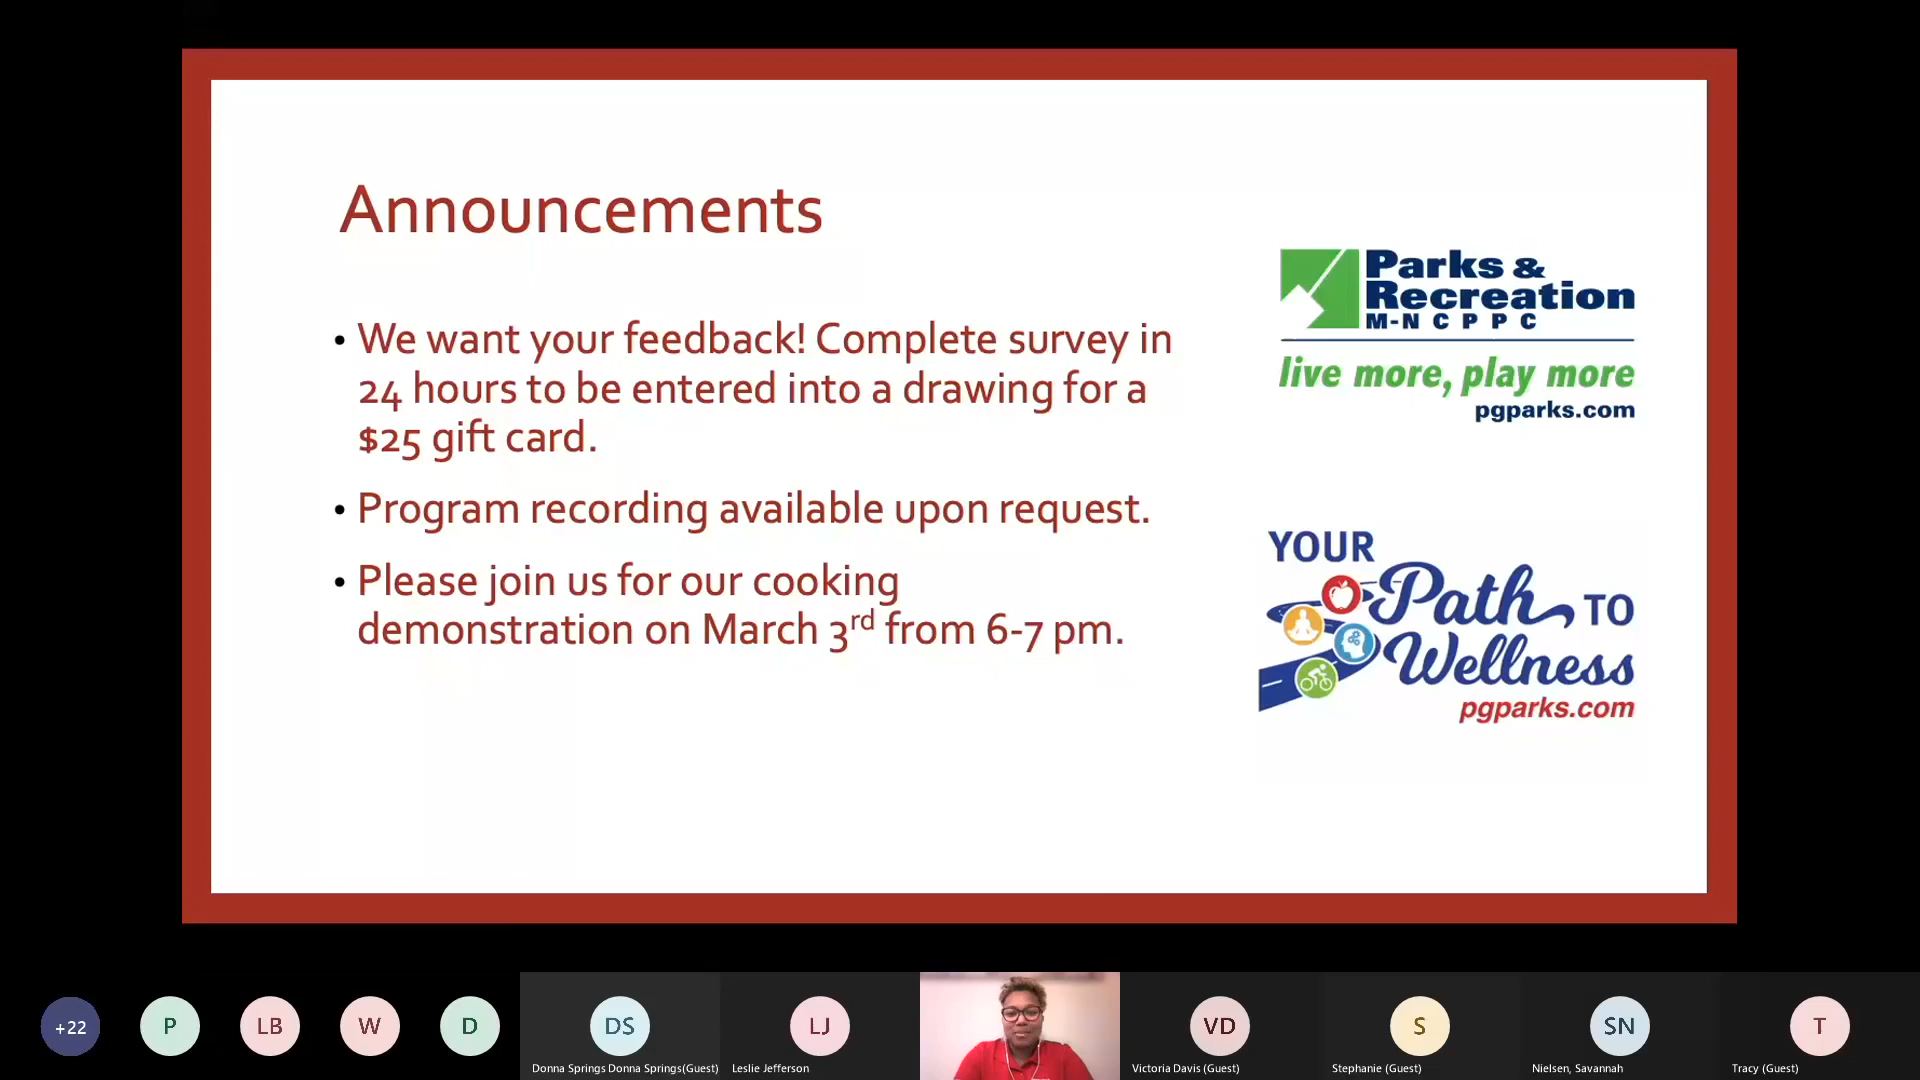 Announcements
• We want your feedback! Complete survey in
24 hours to be entered into a drawing for a
$25 gift card.
• Program recording available upon request.
• Please join us for our cooking
demonstration on March 3rd from 6-7 pm.
Parks &
Recreation
M-NCPPC
live more, play more
pgparks.com
YOUR
Path TO
Wellness
pgparks.com
+22
P
LB
W
D
DS
LJ
VD
S
SN
T
Donna Springs Donna Springs(Guest)
Leslie Jefferson
Victoria Davis (Guest)
Stephanie (Guest)
Nielsen, Savannah
Tracy (Guest)